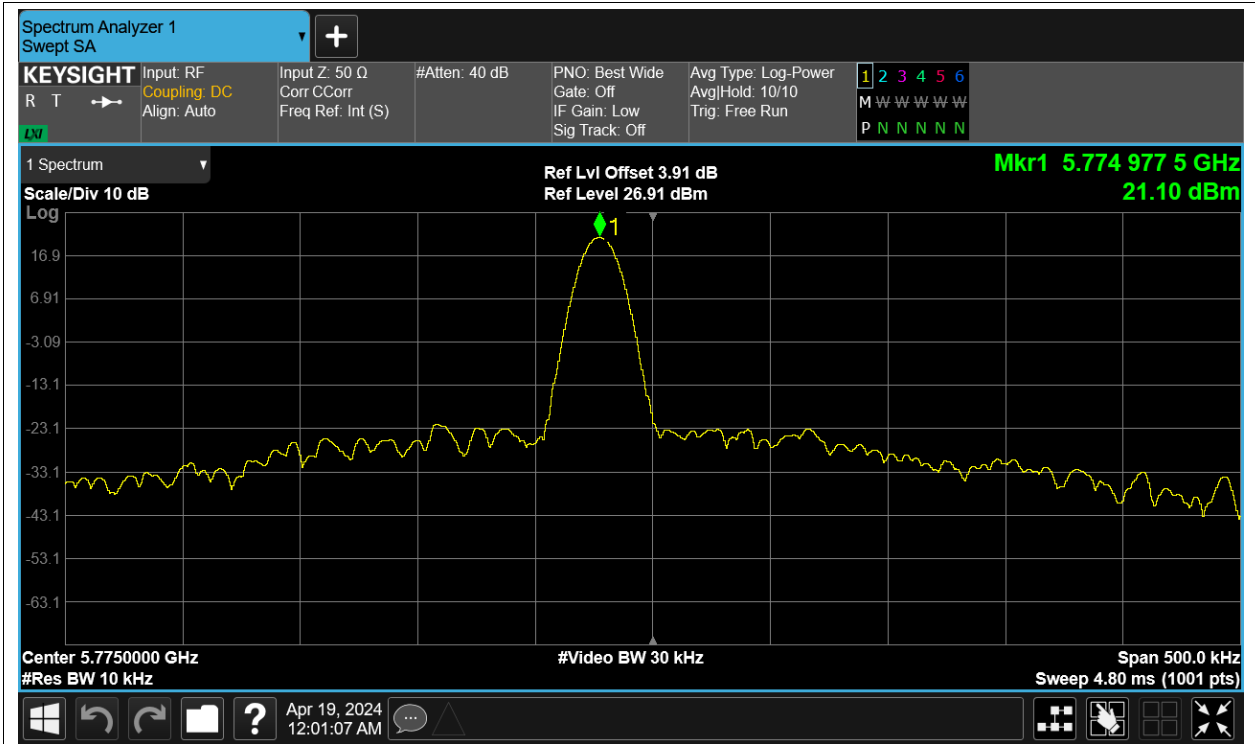 Spectrum Analyzer 1
Swept SA
KEYSIGHT
R T
LXI
Input: RF
Coupling: DC
Align: Auto
Input Z: 50 Ω
Corr CCorr
Freq Ref: Int (S)
#Atten: 40 dB
PNO: Best Wide
Gate: Off
IF Gain: Low
Sig Track: Off
Avg Type: Log-Power
Avg|Hold: 10/10
Trig: Free Run
1 2 3 4 5 6
M W W W W W
P N N N N N
1 Spectrum
Scale/Div 10 dB
Log
Ref Lvl Offset 3.91 dB
Ref Level 26.91 dBm
Mkr1 5.774 977 5 GHz
21.10 dBm
1
16.9
6.91
-3.09
-13.1
-23.1
-33.1
-43.1
-53.1
-63.1
Center 5.7750000 GHz
#Res BW 10 kHz
#Video BW 30 kHz
Span 500.0 kHz
Sweep 4.80 ms (1001 pts)
?
Apr 19, 2024
12:01:07 AM